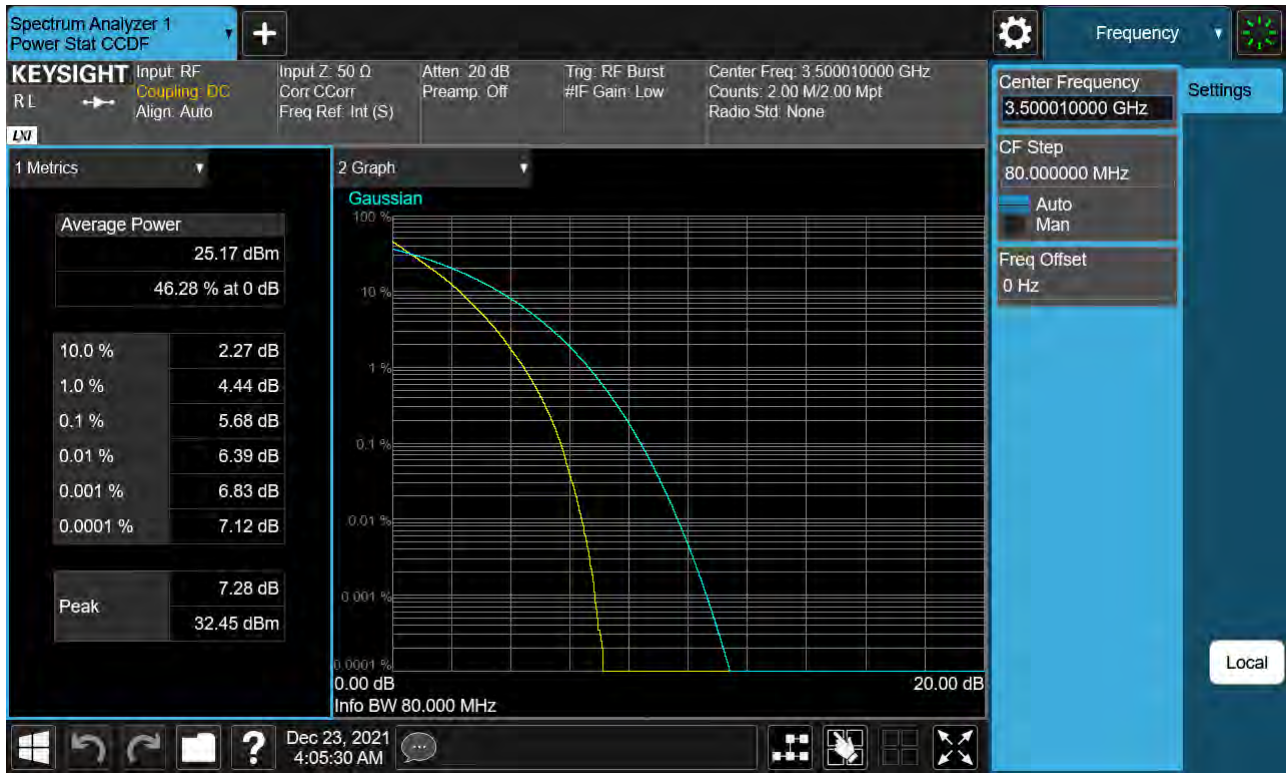 Spectrum Analyzer 1
Power Stat CCDF
+
Frequency
KEYSIGHT
RL
LXI
Input: RF
Coupling: DC
Align: Auto
Input Z: 50 Ω
Corr CCorr
Freq Ref: Int (S)
Atten: 20 dB
Preamp: Off
Trig: RF Burst
#IF Gain: Low
Center Freq: 3.500010000 GHz
Counts: 2.00 M/2.00 Mpt
Radio Std: None
Center Frequency
3.500010000 GHz
Settings
CF Step
80.000000 MHz
Auto
Man
Freq Offset
0 Hz
1 Metrics
Average Power
25.17 dBm
46.28 % at 0 dB
10.0 % 2.27 dB
1.0 % 4.44 dB
0.1 % 5.68 dB
0.01 % 6.39 dB
0.001 % 6.83 dB
0.0001 % 7.12 dB
Peak
7.28 dB
32.45 dBm
2 Graph
Gaussian
100 %
10 %
1 %
0.1 %
0.01 %
0.001 %
0.0001 %
0.00 dB 20.00 dB
Info BW 80.000 MHz
Local
?
Dec 23, 2021
4:05:30 AM